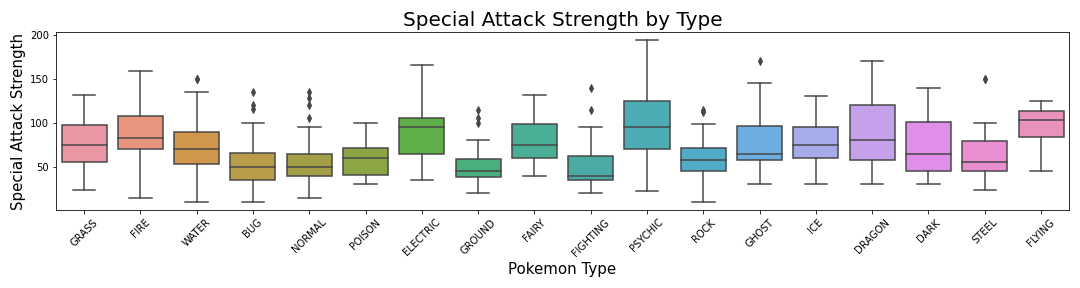 Special Attack Strength by Type
Special Attack Strength
200
150
100
50
GRASS
FIRE
WATER
BUG
NORMAL
POISON
ELECTRIC
GROUND
FAIRY
FIGHTING
PSYCHIC
ROCK
GHOST
ICE
DRAGON
DARK
STEEL
FLYING
Pokemon Type